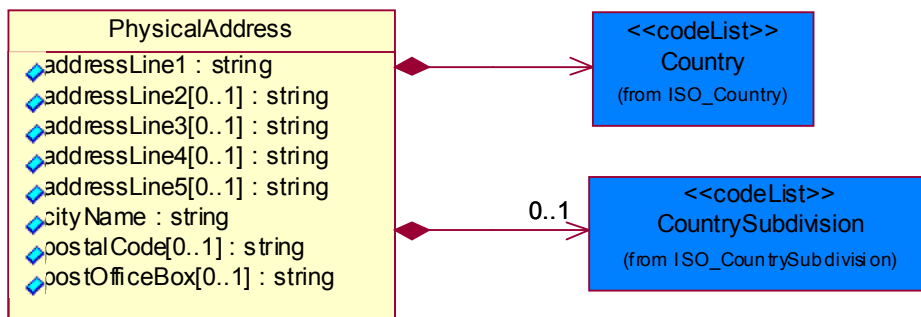 PhysicalAddress
addressLine1 : string
addressLine2[0..1] : string
addressLine3[0..1] : string
addressLine4[0..1] : string
addressLine5[0..1] : string
cityName : string
postalCode[0..1] : string
postOfficeBox[0..1] : string
<<codeList>>
Country
(from ISO_Country)
0..1
<<codeList>>
CountrySubdivision
(from ISO_CountrySubdivision)